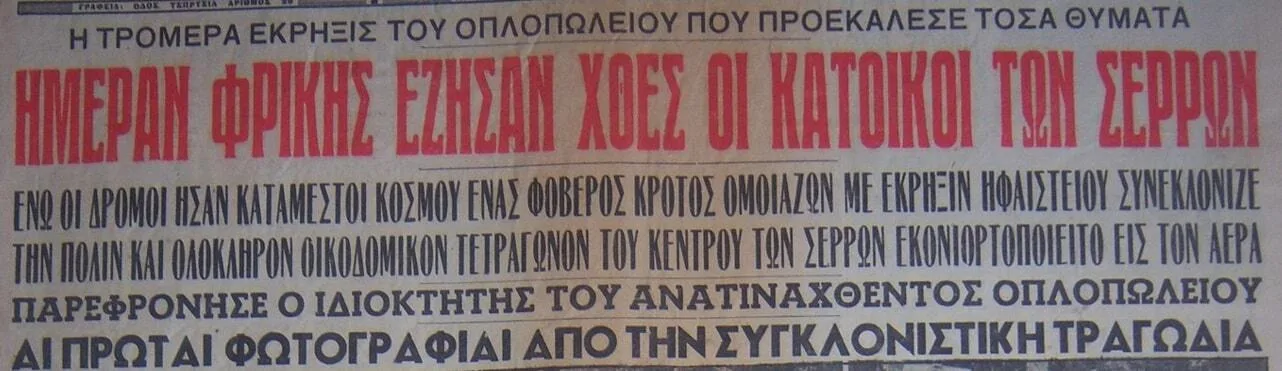 ΓΡΑΦΕΙΑ: ΟΔΟΣ
Η ΤΡΟΜΕΡΑ ΕΚΡΗΞΙΣ ΤΟΥ ΟΠΛΟΠΩΛΕΙΟΥ ΠΟΥ ΠΡΟΕΚΑΛΕΣΕ ΤΟΣΑ ΘΥΜΑΤΑ
ΗΜΕΡΑΝ ΦΡΙΚΗΣ ΕΖΗΣΑΝ ΧΘΕΣ ΟΙ ΚΑΤΟΙΚΟΙ ΤΩΝ ΣΕΡΡΩΝ
ΕΝΩ ΟΙ ΔΡΟΜΟΙ ΗΣΑΝ ΚΑΤΑΜΕΣΤΟΙ ΚΟΣΜΟΥ ΕΝΑΣ ΦΟΒΕΡΟΣ ΚΡΟΤΟΣ ΟΜΟΙΑΖΩΝ ΜΕ ΕΚΡΗΞΙΝ ΗΦΑΙΣΤΕΙΟΥ ΣΥΝΕΚΛΟΝΙΖΕ
ΤΗΝ ΠΟΛΙΝ ΚΑΙ ΟΛΟΚΛΗΡΟΝ ΟΙΚΟΔΟΜΙΚΟΝ ΤΕΤΡΑΓΩΝΟΝ ΤΟΥ ΚΕΝΤΡΟΥ ΤΩΝ ΣΕΡΡΩΝ ΕΚΟΝΙΟΡΤΟΠΟΙΕΙΤΟ ΕΙΣ ΤΟΝ ΑΕΡΑ
ΠΑΡΕΦΡΟΝΗΣΕ Ο ΙΔΙΟΚΤΗΤΗΣ ΤΟΥ ΑΝΑΤΙΝΑΧΘΕΝΤΟΣ ΟΠΛΟΠΩΛΕΙΟΥ
ΑΙ ΠΡΩΤΑΙ ΦΩΤΟΓΡΑΦΙΑΙ ΑΠΟ ΤΗΝ ΣΥΓΚΛΟΝΙΣΤΙΚΗ ΤΡΑΓΩΔΙΑ